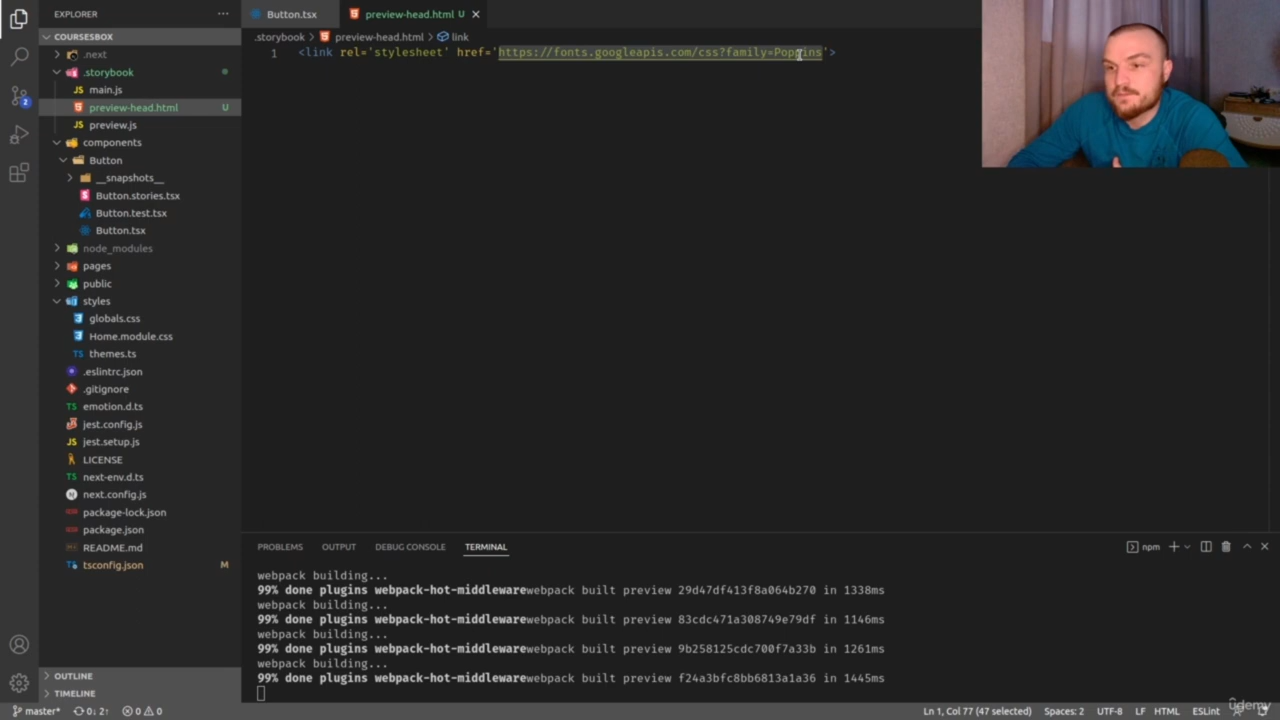 EXPLORER
COURSESBOX
.next
.storybook
main.js
preview-head.html U
preview.js
components
Button
__snapshots__
Button.stories.tsx
Button.test.tsx
Button.tsx
node_modules
pages
public
styles
globals.css
Home.module.css
themes.ts
.eslintrc.json
.gitignore
emotion.d.ts
jest.config.js
jest.setup.js
LICENSE
next-env.d.ts
next.config.js
package-lock.json
package.json
README.md
tsconfig.json M
OUTLINE
TIMELINE
Button.tsx preview-head.html U
.storybook > preview-head.html > link
1 <link rel='stylesheet' href='https://fonts.googleapis.com/css?family=Poppins'>
PROBLEMS OUTPUT DEBUG CONSOLE TERMINAL npm
webpack building...
99% done plugins webpack-hot-middlewarewebpack built preview 29d47df413f8a064b270 in 1338ms
webpack building...
99% done plugins webpack-hot-middlewarewebpack built preview 83cdc471a308749e79df in 1146ms
webpack building...
99% done plugins webpack-hot-middlewarewebpack built preview 9b258125cdc700f7a33b in 1261ms
webpack building...
99% done plugins webpack-hot-middlewarewebpack built preview f24a3bfc8bb6813a1a36 in 1445ms
2
master* 0↓ 2↑ 0 0 Ln 1, Col 77 (47 selected) Spaces: 2 UTF-8 LF HTML ESLint
udemy